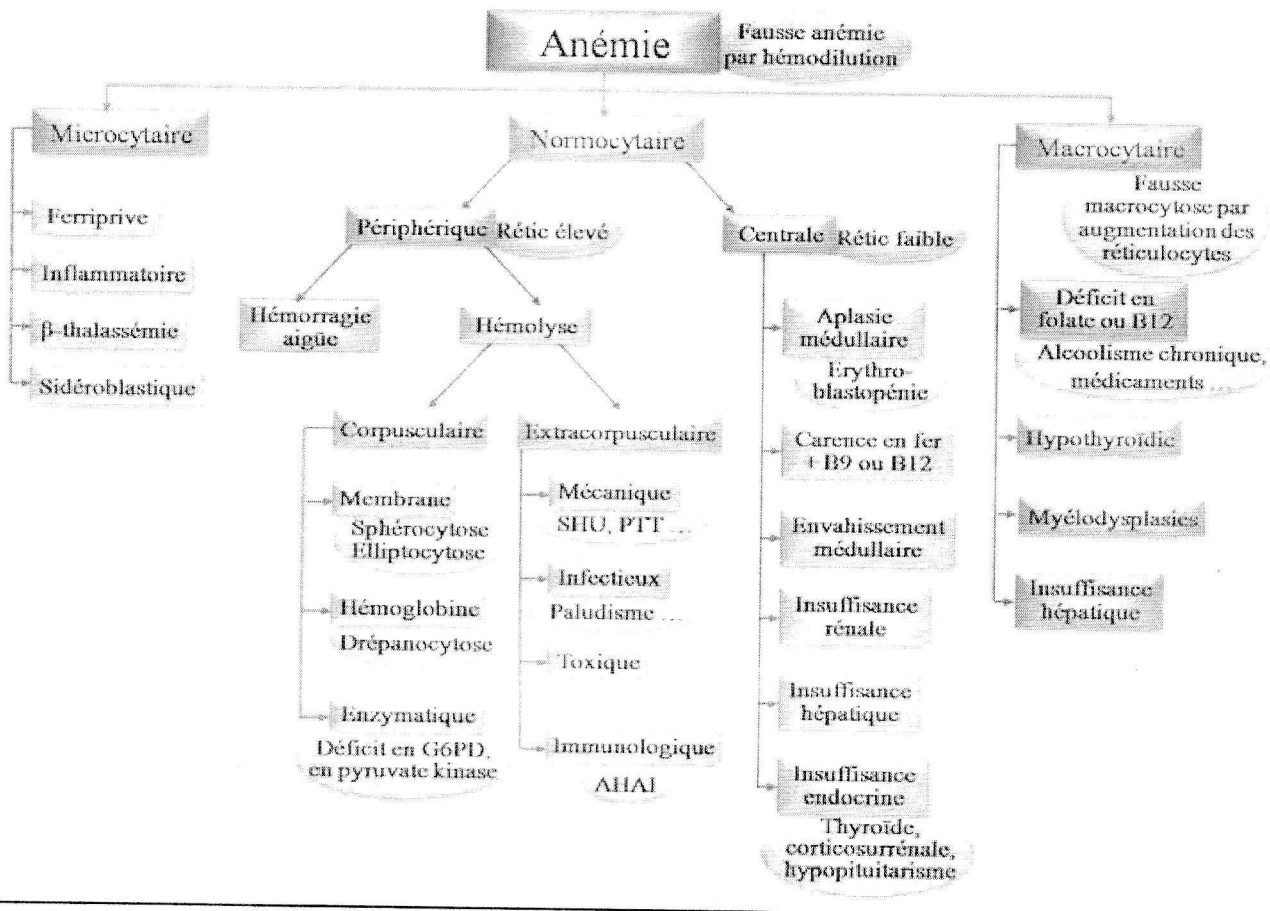 Anémie
Fausse anémie
par hémodilution
Microcytaire
Ferriprive
Inflammatoire
β-thalassémie
Sidéroblastique
Normocytaire
Périphérique
Rétic élevé
Hémorragie
aigüe
Hémolyse
Corpusculaire
Membrane
Sphérocytose
Elliptocytose
Hémoglobine
Drépanocytose
Enzymatique
Déficit en G6PD,
en pyruvate kinase
Extracorpusculaire
Mécanique
SHU, PTT ...
Infectieux
Paludisme ...
Toxique
Immunologique
AHAI
Centrale
Rétic faible
Aplasie
médullaire
Erythro-
blastopénie
Carence en fer
+ B9 ou B12
Envahissement
médullaire
Insuffisance
rénale
Insuffisance
hépatique
Insuffisance
endocrine
Thyroïde,
corticosurrénale,
hypopituitarisme
Macrocytaire
Fausse
macrocytose par
augmentation des
réticulocytes
Déficit en
folate ou B12
Alcoolisme chronique,
médicaments ...
Hypothyroïdie
Myélodysplasies
Insuffisance
hépatique